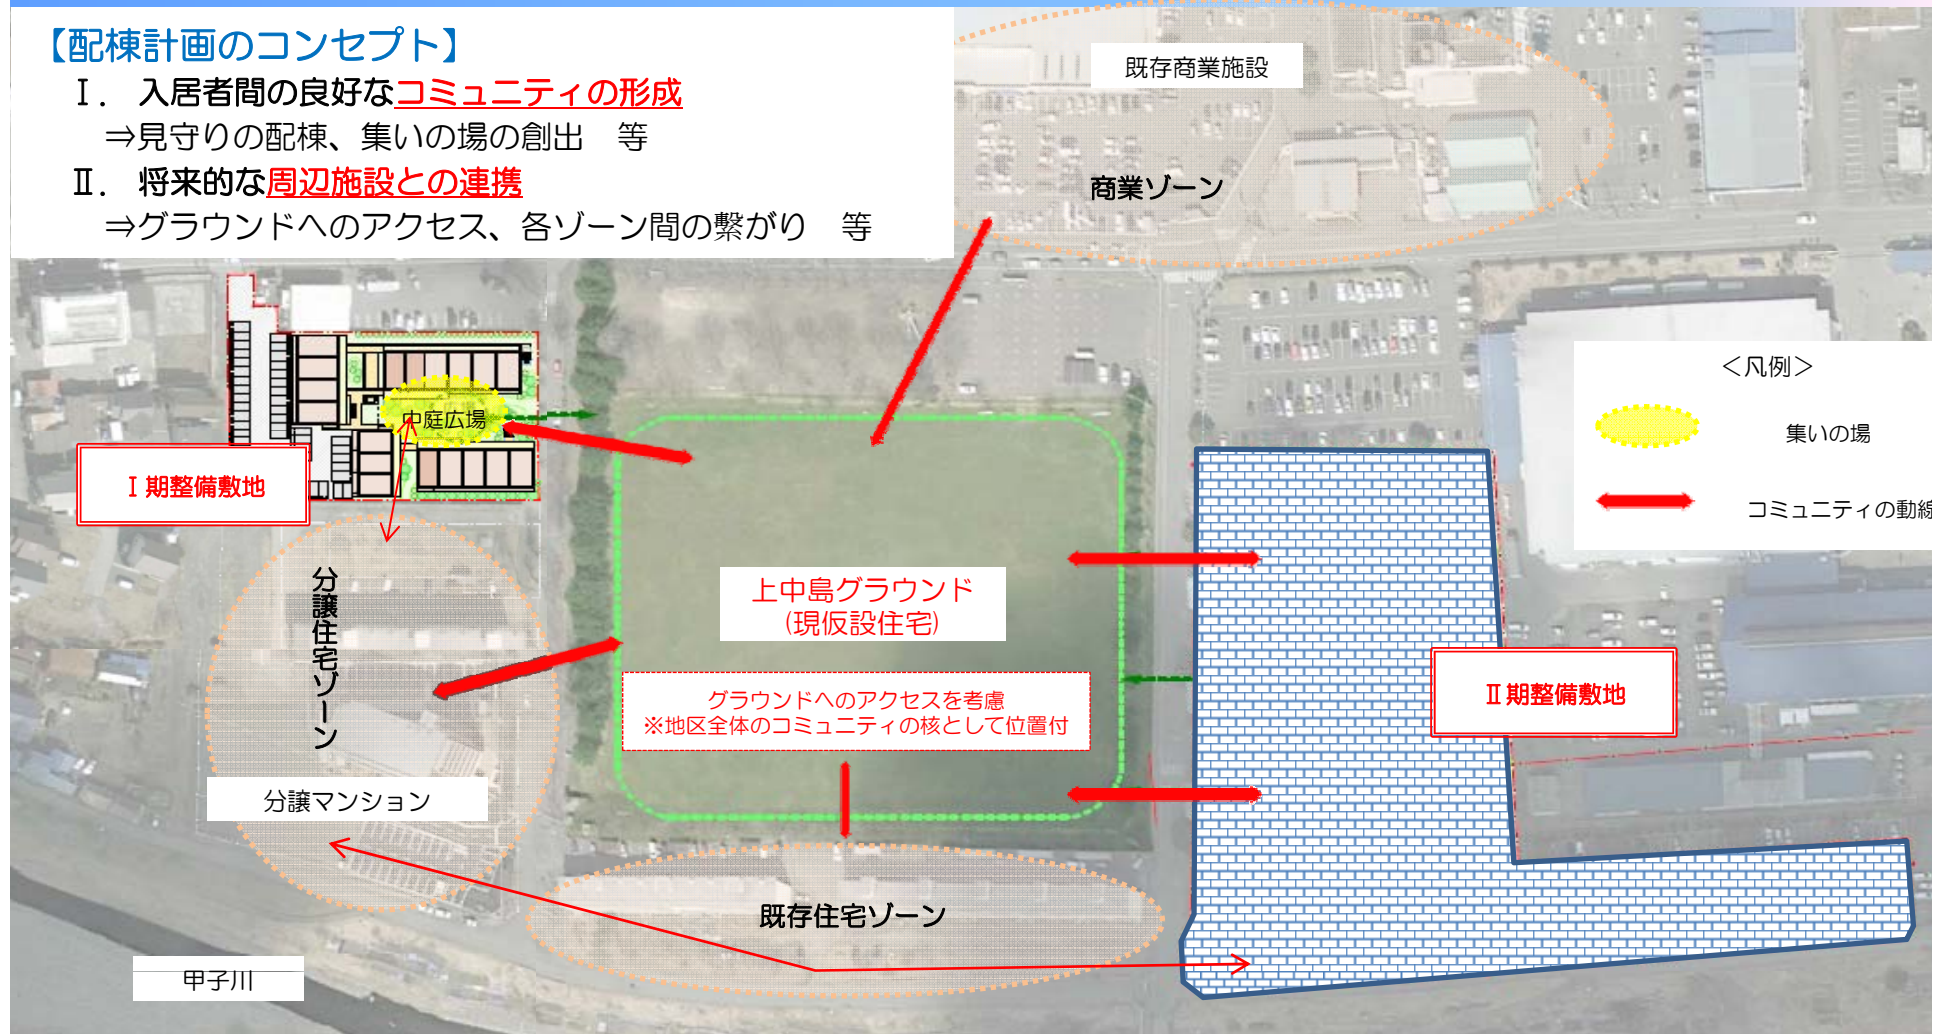 【配棟計画のコンセプト】
Ⅰ． 入居者間の良好なコミュニティの形成
⇒見守りの配棟、集いの場の創出　等
Ⅱ． 将来的な周辺施設との連携
⇒グラウンドへのアクセス、各ゾーン間の繋がり　等
既存商業施設
商業ゾーン
＜凡例＞
集いの場
コミュニティの動線
中庭広場
Ⅰ期整備敷地
分譲住宅ゾーン
分譲マンション
上中島グラウンド
(現仮設住宅)
グラウンドへのアクセスを考慮
※地区全体のコミュニティの核として位置付
Ⅱ期整備敷地
既存住宅ゾーン
甲子川